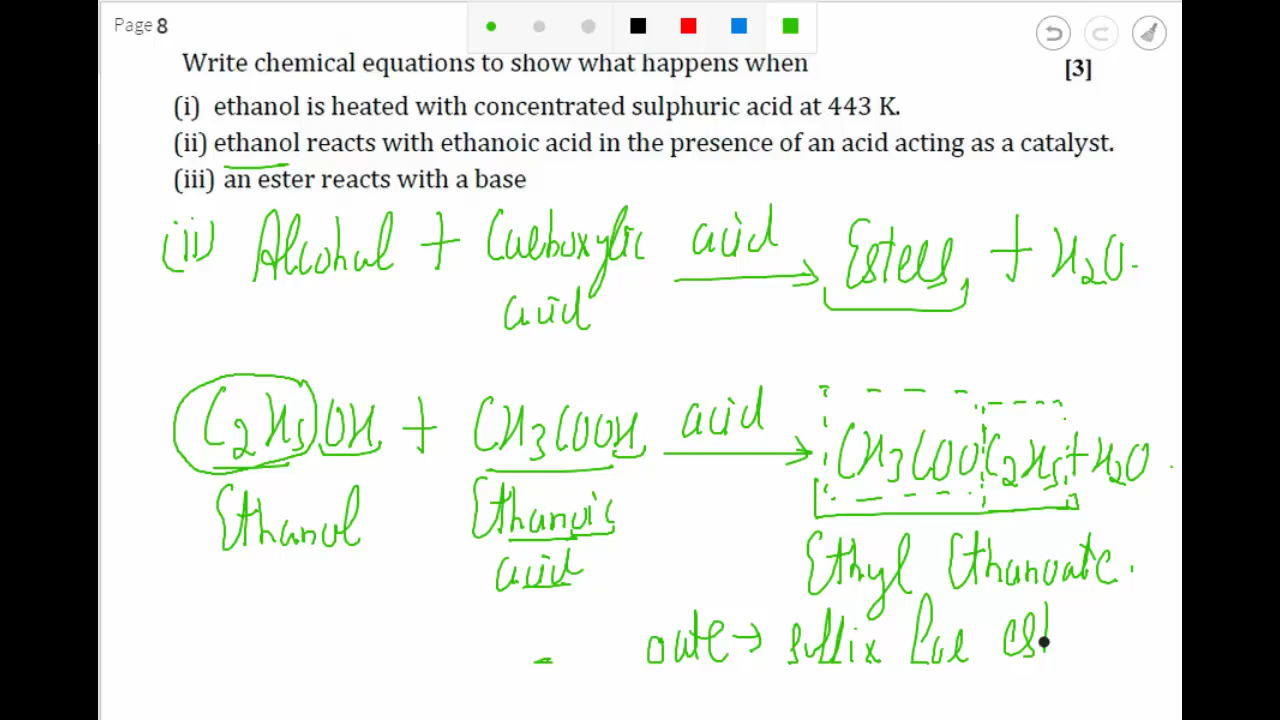 Page 8
Write chemical equations to show what happens when
[3]
(i) ethanol is heated with concentrated sulphuric acid at 443 K.
(ii) ethanol reacts with ethanoic acid in the presence of an acid acting as a catalyst.
(iii) an ester reacts with a base
(ii) Alcohol + Carboxylic acid → Esters + H2O.
acid
C2H5OH + CH3COOH acid → CH3COOC2H5 + H2O.
Ethanol Ethanoic Ethyl Ethanoate.
acid
oate → suffix for est